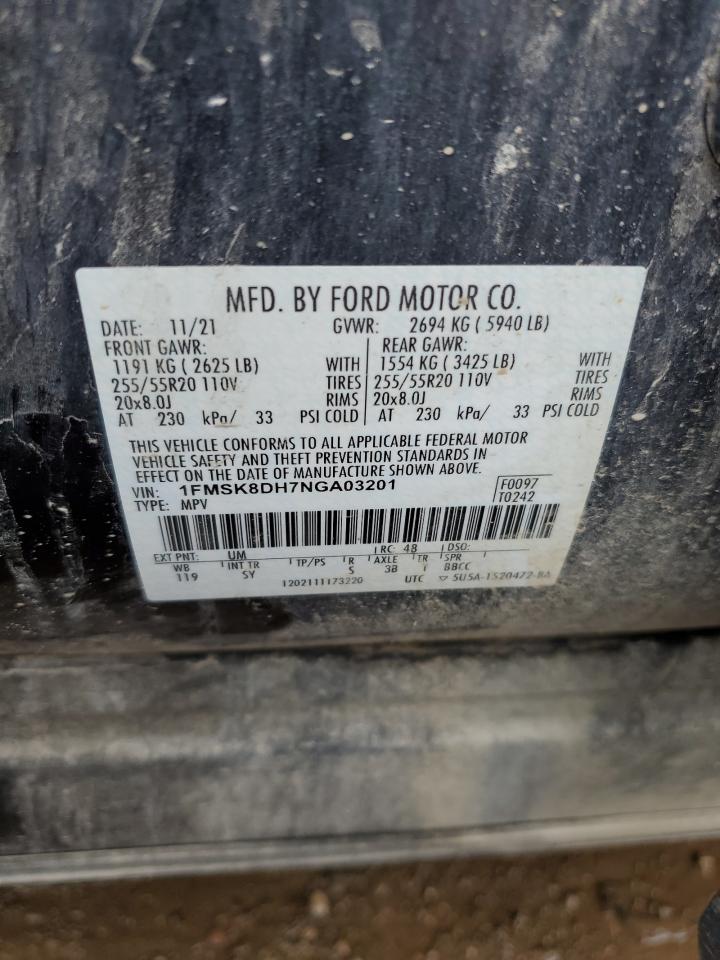 MFD. BY FORD MOTOR CO.
DATE: 11/21 GVWR: 2694 KG ( 5940 LB)
FRONT GAWR: REAR GAWR:
1191 KG ( 2625 LB) WITH 1554 KG ( 3425 LB) WITH
255/55R20 110V TIRES 255/55R20 110V TIRES
20x8.0J RIMS 20x8.0J RIMS
AT 230 kPa/ 33 PSI COLD AT 230 kPa/ 33 PSI COLD
THIS VEHICLE CONFORMS TO ALL APPLICABLE FEDERAL MOTOR
VEHICLE SAFETY AND THEFT PREVENTION STANDARDS IN
EFFECT ON THE DATE OF MANUFACTURE SHOWN ABOVE.
VIN: 1FMSK8DH7NGA03201 F0097
TYPE: MPV T0242
EXT PNT: UM RC: 48 DSO:
WB INT TR TP/PS R AXLE TR SPR
119 SY S 3B BBCC
1202111173220 UTC ▽ 5U5A-1520472-BA